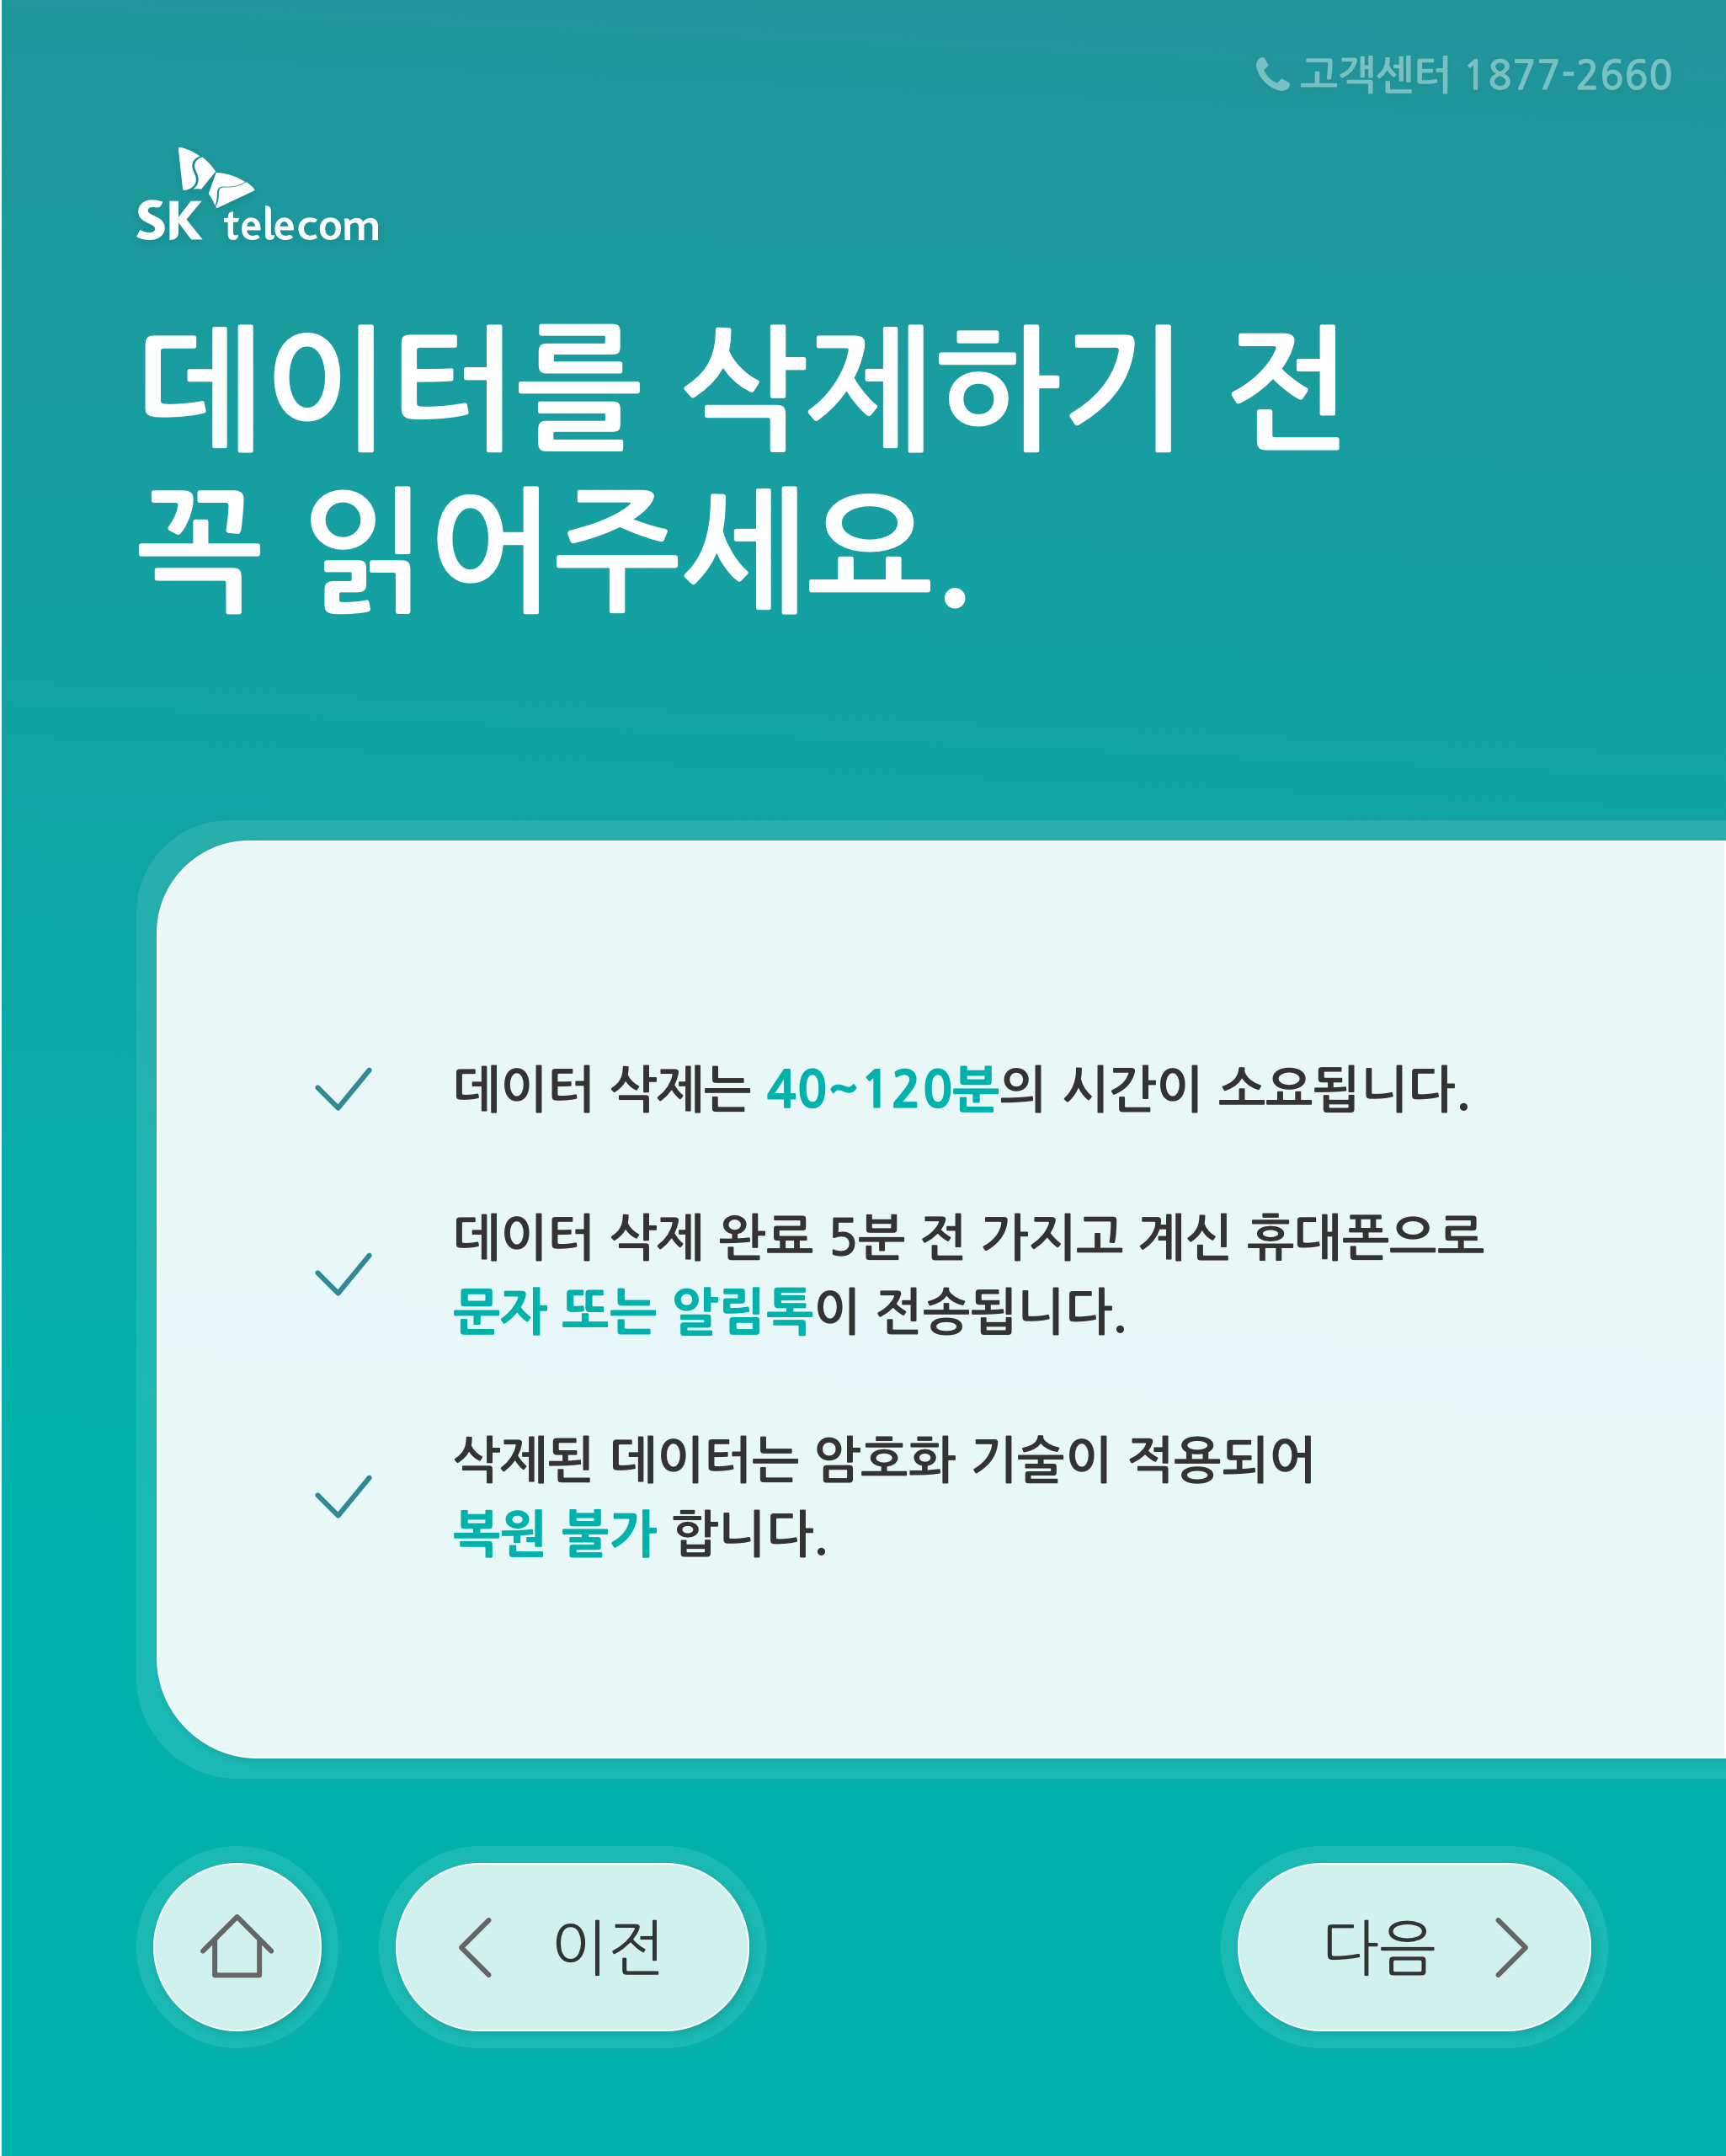 고객센터 1877-2660
SK telecom
데이터를 삭제하기 전
꼭 읽어주세요.
데이터 삭제는 40~120분의 시간이 소요됩니다.
데이터 삭제 완료 5분 전 가지고 계신 휴대폰으로
문자 또는 알림톡이 전송됩니다.
삭제된 데이터는 암호화 기술이 적용되어
복원 불가 합니다.
이전
다음